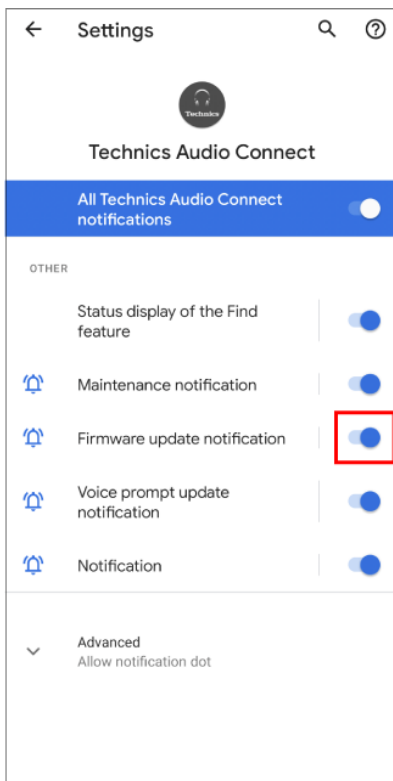 Settings
Technics
Technics Audio Connect
All Technics Audio Connect
notifications
OTHER
Status display of the Find
feature
Maintenance notification
Firmware update notification
Voice prompt update
notification
Notification
Advanced
Allow notification dot